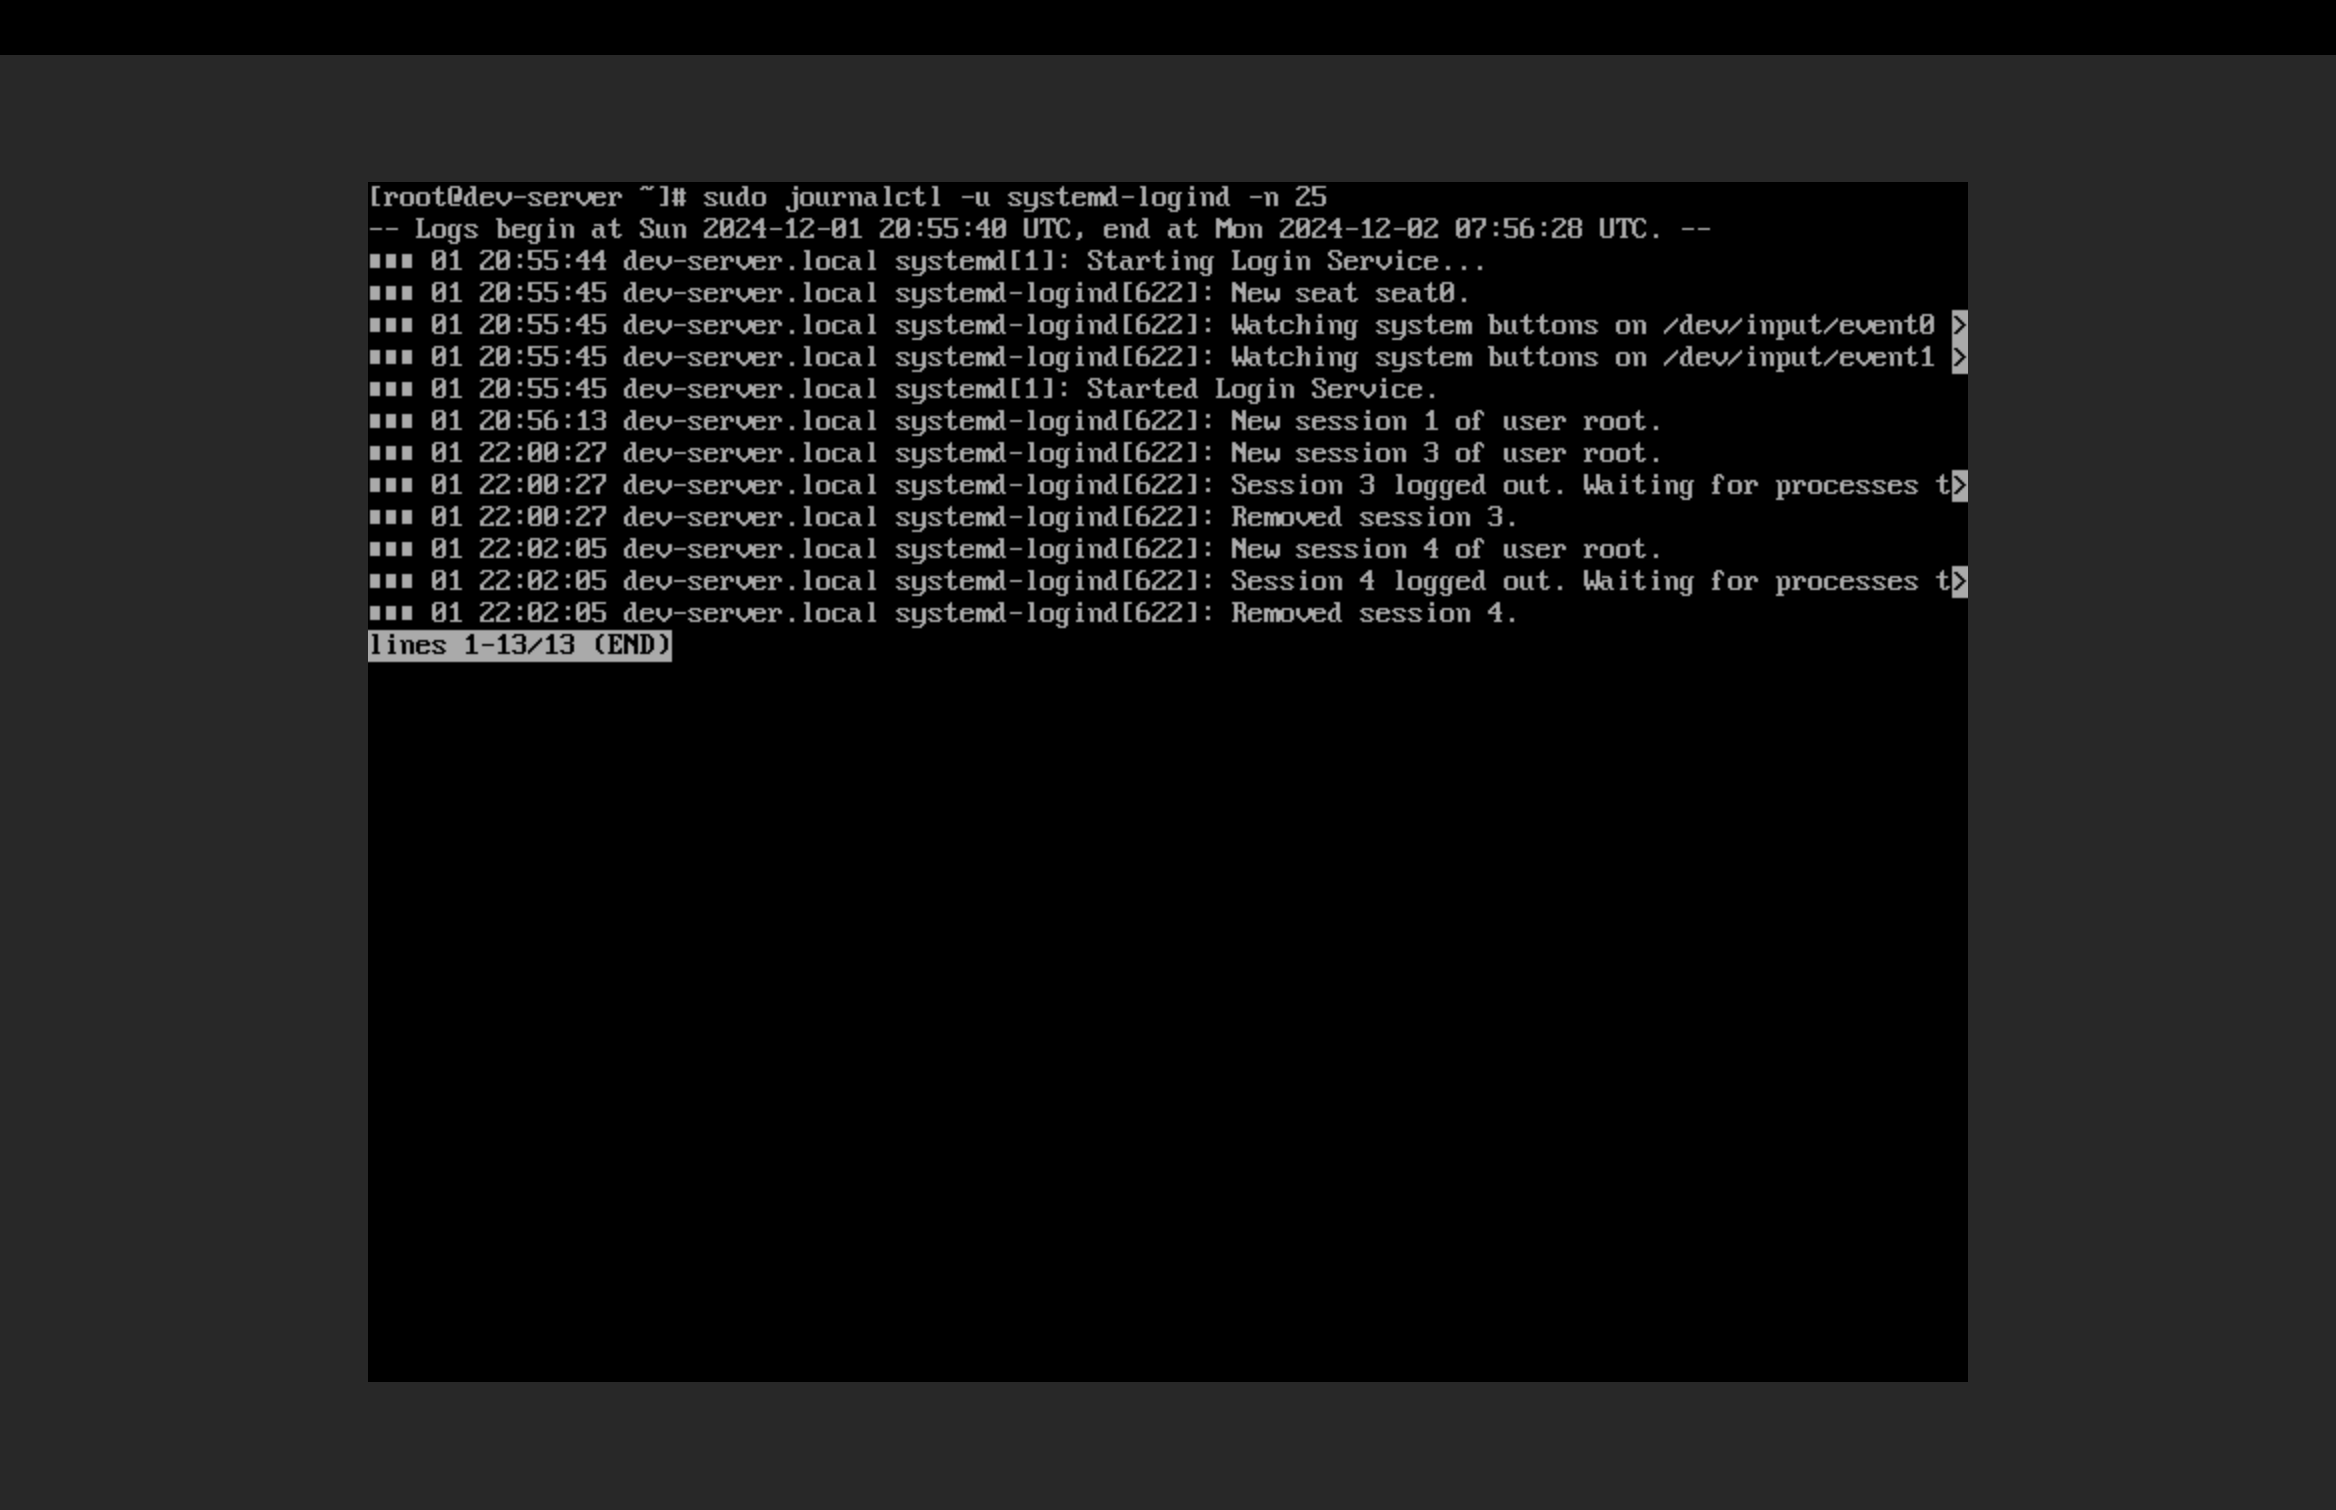 [root@dev-server ~]# sudo journalctl -u systemd-logind -n 25
-- Logs begin at Sun 2024-12-01 20:55:40 UTC, end at Mon 2024-12-02 07:56:28 UTC. --
■■■ 01 20:55:44 dev-server.local systemd[1]: Starting Login Service...
■■■ 01 20:55:45 dev-server.local systemd-logind[622]: New seat seat0.
■■■ 01 20:55:45 dev-server.local systemd-logind[622]: Watching system buttons on /dev/input/event0 >
■■■ 01 20:55:45 dev-server.local systemd-logind[622]: Watching system buttons on /dev/input/event1 >
■■■ 01 20:55:45 dev-server.local systemd[1]: Started Login Service.
■■■ 01 20:56:13 dev-server.local systemd-logind[622]: New session 1 of user root.
■■■ 01 22:00:27 dev-server.local systemd-logind[622]: New session 3 of user root.
■■■ 01 22:00:27 dev-server.local systemd-logind[622]: Session 3 logged out. Waiting for processes t>
■■■ 01 22:00:27 dev-server.local systemd-logind[622]: Removed session 3.
■■■ 01 22:02:05 dev-server.local systemd-logind[622]: New session 4 of user root.
■■■ 01 22:02:05 dev-server.local systemd-logind[622]: Session 4 logged out. Waiting for processes t>
■■■ 01 22:02:05 dev-server.local systemd-logind[622]: Removed session 4.
lines 1-13/13 (END)